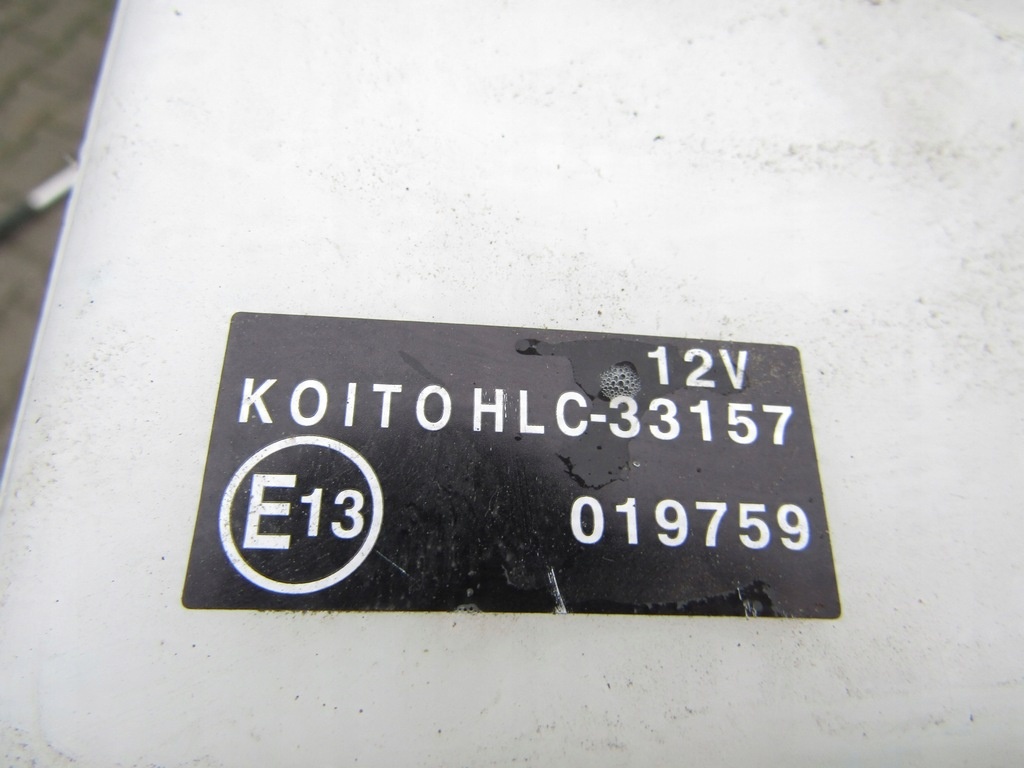 12V
KOITO HLC-33157
E13 019759